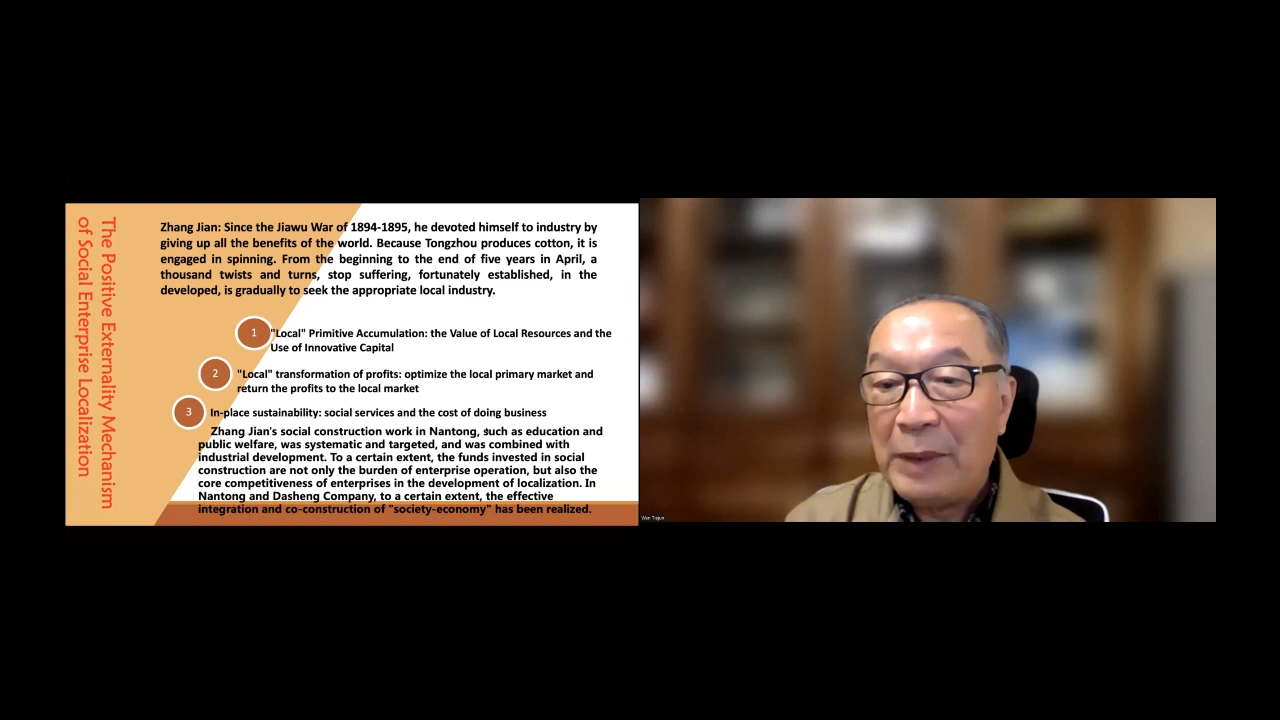 The Positive Externality Mechanism
of Social Enterprise Localization
Zhang Jian: Since the Jiawu War of 1894-1895, he devoted himself to industry by
giving up all the benefits of the world. Because Tongzhou produces cotton, it is
engaged in spinning. From the beginning to the end of five years in April, a
thousand twists and turns, stop suffering, fortunately established, in the
developed, is gradually to seek the appropriate local industry.
1
"Local" Primitive Accumulation: the Value of Local Resources and the
Use of Innovative Capital
2
"Local" transformation of profits: optimize the local primary market and
return the profits to the local market
3
In-place sustainability: social services and the cost of doing business
Zhang Jian's social construction work in Nantong, such as education and
public welfare, was systematic and targeted, and was combined with
industrial development. To a certain extent, the funds invested in social
construction are not only the burden of enterprise operation, but also the
core competitiveness of enterprises in the development of localization. In
Nantong and Dasheng Company, to a certain extent, the effective
integration and co-construction of "society-economy" has been realized.
Wen Tiejun